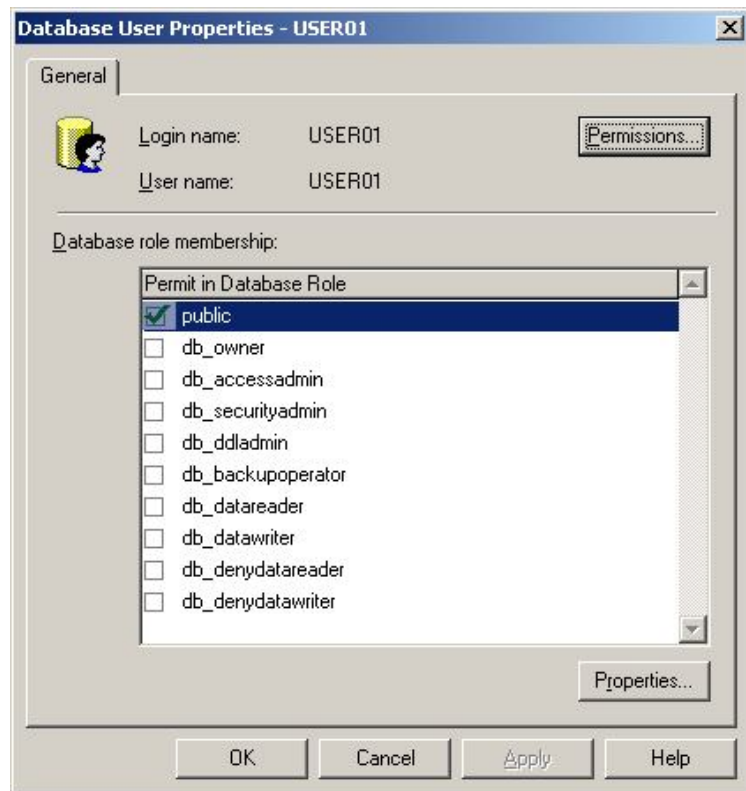 Database User Properties - USER01
General
Login name: USER01 Permissions...
User name: USER01
Database role membership:
Permit in Database Role
public
db_owner
db_accessadmin
db_securityadmin
db_ddladmin
db_backupoperator
db_datareader
db_datawriter
db_denydatareader
db_denydatawriter
Properties...
OK Cancel Apply Help